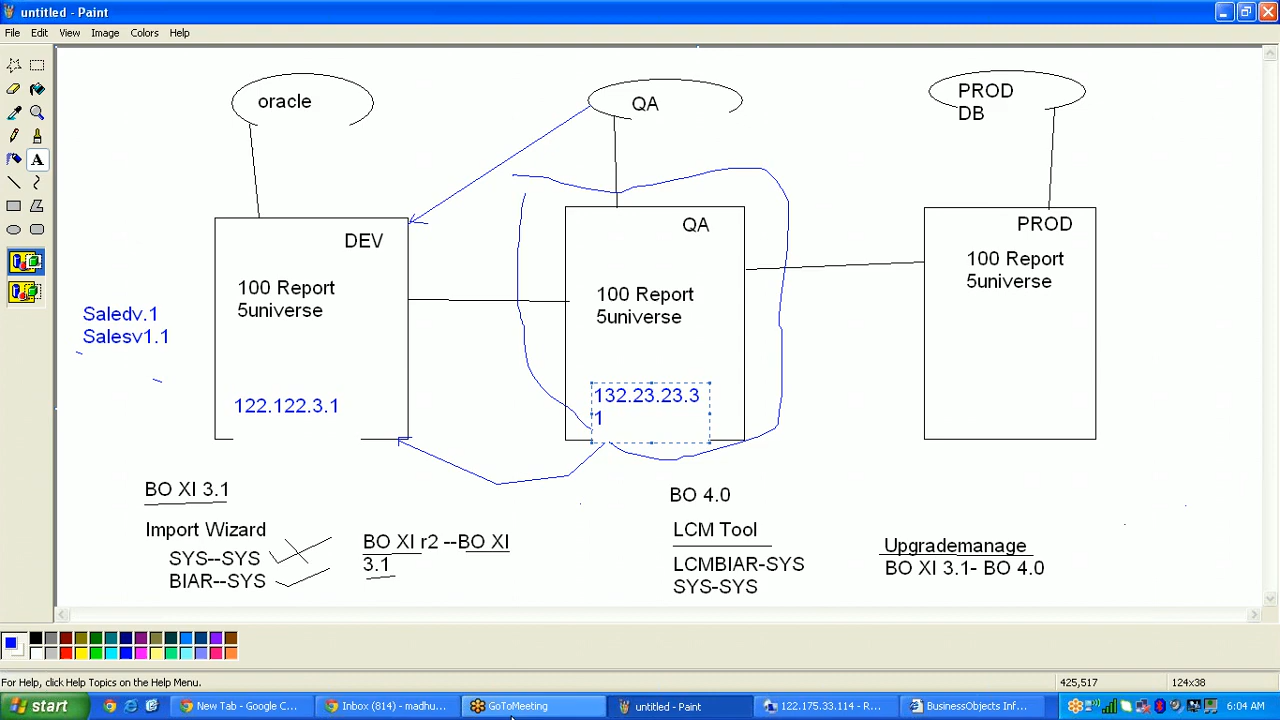 untitled - Paint
File Edit View Image Colors Help
oracle
QA
PROD
DB
DEV
100 Report
5universe
122.122.3.1
Saledv.1
Salesv1.1
QA
100 Report
5universe
132.23.23.3
1
PROD
100 Report
5universe
BO XI 3.1
Import Wizard
SYS--SYS
BIAR--SYS
BO XI r2 --BO XI
3.1
BO 4.0
LCM Tool
LCMBIAR-SYS
SYS-SYS
Upgrademanage
BO XI 3.1- BO 4.0
For Help, click Help Topics on the Help Menu.
425,517
124x38
start
New Tab - Google C...
Inbox (814) - madhu...
GoToMeeting
untitled - Paint
122.175.33.114 - R...
BusinessObjects Inf...
6:04 AM